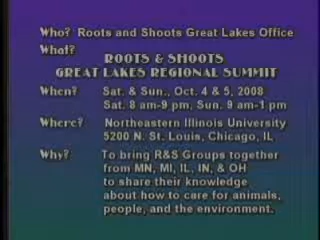 Who? Roots and Shoots Great Lakes Office
What?
ROOTS & SHOOTS
GREAT LAKES REGIONAL SUMMIT
When? Sat. & Sun., Oct. 4 & 5, 2008
Sat. 8 am-9 pm, Sun. 9 am-1 pm
Where? Northeastern Illinois University
5200 N. St. Louis, Chicago, IL
Why? To bring R&S Groups together
from MN, MI, IL, IN, & OH
to share their knowledge
about how to care for animals,
people, and the environment.